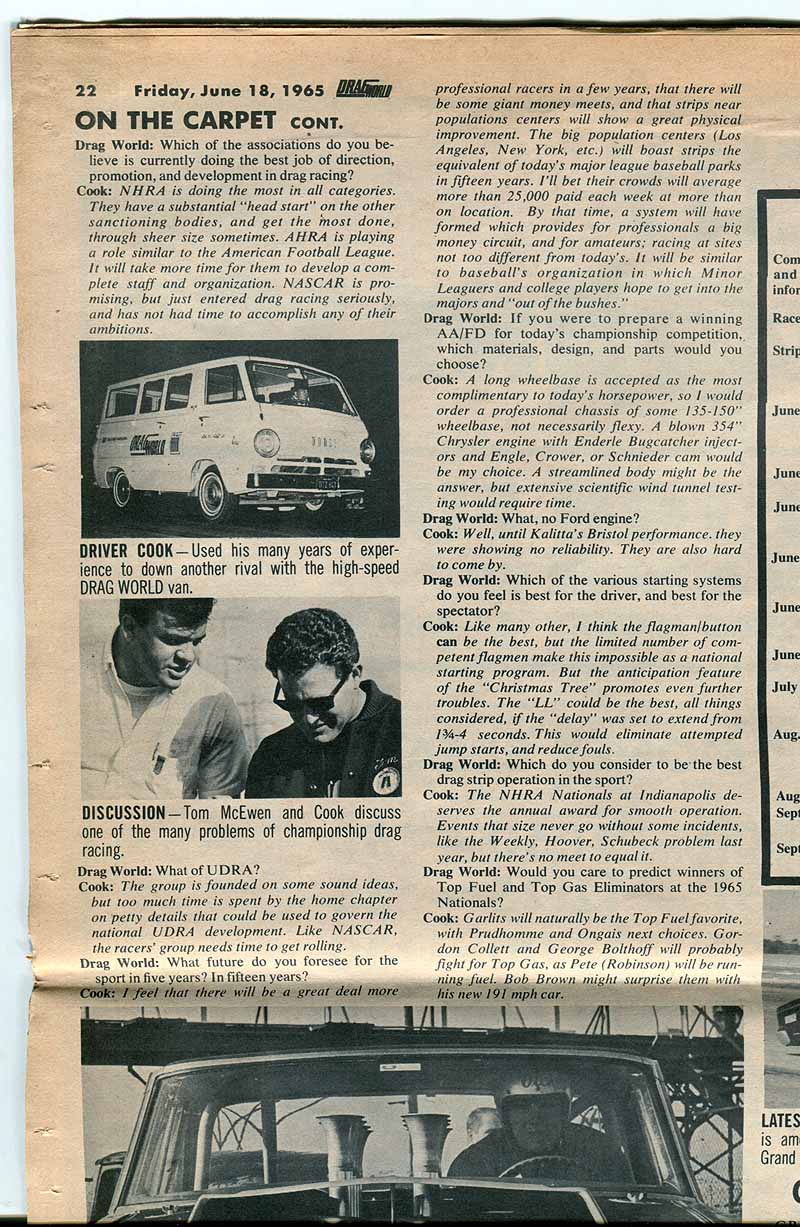 22 Friday, June 18, 1965 DRAG WORLD
ON THE CARPET CONT.
Drag World: Which of the associations do you be-
lieve is currently doing the best job of direction,
promotion, and development in drag racing?
Cook: NHRA is doing the most in all categories.
They have a substantial "head start" on the other
sanctioning bodies, and get the most done,
through sheer size sometimes. AHRA is playing
a role similar to the American Football League.
It will take more time for them to develop a com-
plete staff and organization. NASCAR is pro-
mising, but just entered drag racing seriously,
and has not had time to accomplish any of their
ambitions.
DRAG WORLD
DODGE
DRIVER COOK—Used his many years of exper-
ience to down another rival with the high-speed
DRAG WORLD van.
DISCUSSION—Tom McEwen and Cook discuss
one of the many problems of championship drag
racing.
Drag World: What of UDRA?
Cook: The group is founded on some sound ideas,
but too much time is spent by the home chapter
on petty details that could be used to govern the
national UDRA development. Like NASCAR,
the racers' group needs time to get rolling.
Drag World: What future do you foresee for the
sport in five years? In fifteen years?
Cook: I feel that there will be a great deal more
professional racers in a few years, that there will
be some giant money meets, and that strips near
populations centers will show a great physical
improvement. The big population centers (Los
Angeles, New York, etc.) will boast strips the
equivalent of today's major league baseball parks
in fifteen years. I'll bet their crowds will average
more than 25,000 paid each week at more than
on location. By that time, a system will have
formed which provides for professionals a big
money circuit, and for amateurs; racing at sites
not too different from today's. It will be similar
to baseball's organization in which Minor
Leaguers and college players hope to get into the
majors and "out of the bushes."
Drag World: If you were to prepare a winning
AA/FD for today's championship competition,
which materials, design, and parts would you
choose?
Cook: A long wheelbase is accepted as the most
complimentary to today's horsepower, so I would
order a professional chassis of some 135-150"
wheelbase, not necessarily flexy. A blown 354"
Chrysler engine with Enderle Bugcatcher inject-
ors and Engle, Crower, or Schnieder cam would
be my choice. A streamlined body might be the
answer, but extensive scientific wind tunnel test-
ing would require time.
Drag World: What, no Ford engine?
Cook: Well, until Kalitta's Bristol performance. they
were showing no reliability. They are also hard
to come by.
Drag World: Which of the various starting systems
do you feel is best for the driver, and best for the
spectator?
Cook: Like many other, I think the flagman/button
can be the best, but the limited number of com-
petent flagmen make this impossible as a national
starting program. But the anticipation feature
of the "Christmas Tree" promotes even further
troubles. The "LL" could be the best, all things
considered, if the "delay" was set to extend from
1¾-4 seconds. This would eliminate attempted
jump starts, and reduce fouls.
Drag World: Which do you consider to be the best
drag strip operation in the sport?
Cook: The NHRA Nationals at Indianapolis de-
serves the annual award for smooth operation.
Events that size never go without some incidents,
like the Weekly, Hoover, Schubeck problem last
year, but there's no meet to equal it.
Drag World: Would you care to predict winners of
Top Fuel and Top Gas Eliminators at the 1965
Nationals?
Cook: Garlits will naturally be the Top Fuel favorite,
with Prudhomme and Ongais next choices. Gor-
don Collett and George Bolthoff will probably
fight for Top Gas, as Pete (Robinson) will be run-
ning fuel. Bob Brown might surprise them with
his new 191 mph car.
Com
and
infor
Race
Strip
June
June
June
June
June
June
July
Aug.
Aug
Sept
Sept
LATES
is am
Grand